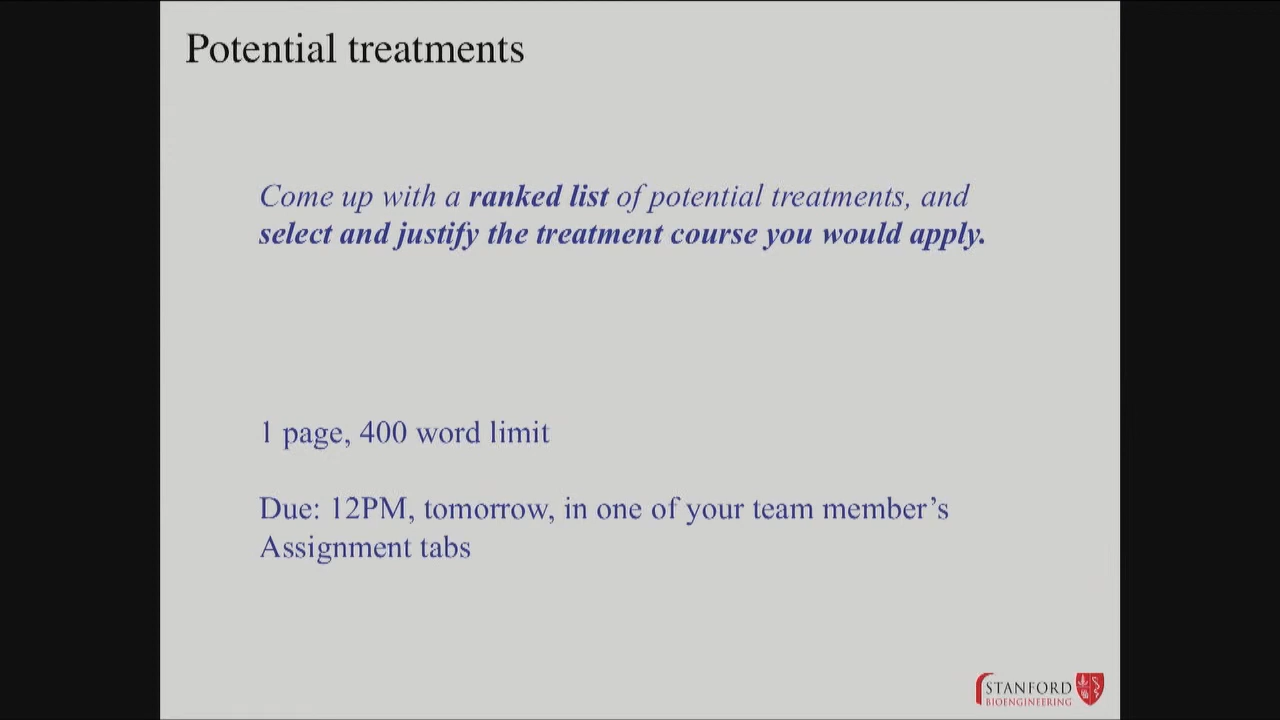 Potential treatments
Come up with a ranked list of potential treatments, and
select and justify the treatment course you would apply.
1 page, 400 word limit
Due: 12PM, tomorrow, in one of your team member’s
Assignment tabs
STANFORD
BIOENGINEERING